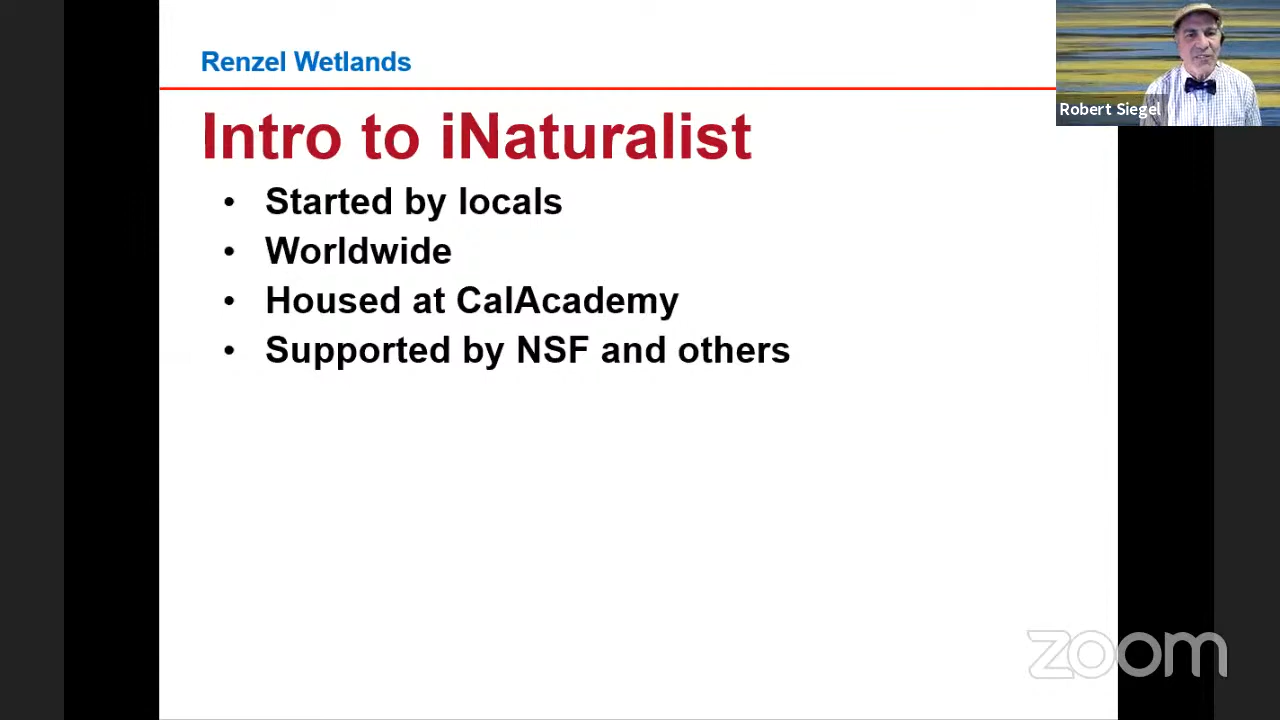 Renzel Wetlands
Robert Siegel
Intro to iNaturalist
• Started by locals
• Worldwide
• Housed at CalAcademy
• Supported by NSF and others
zoom